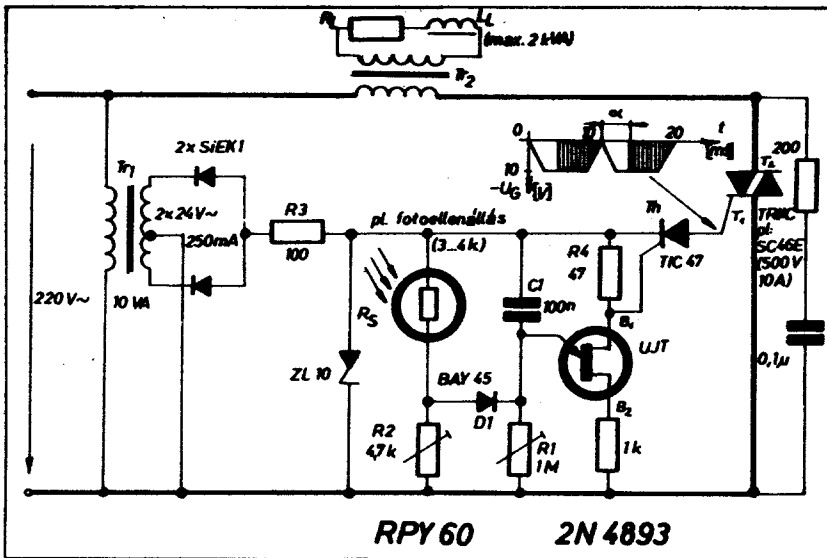 RL
LL
(max. 2 kVA)
Tr2
α
t
0
10
20
[ms]
200
2x SiEK1
10
-UG [V]
T2
Tr1
2x24V~
250mA
R3
100
pl. fotoellenállás
(3...4k)
Th
TIC 47
T1
TRIAC
pl:
SC46E
(500V
10A)
R4
47
C1
100n
220V~
10 VA
RS
B1
UJT
ZL 10
BAY 45
D1
B2
0,1μ
R2
4,7k
R1
1M
1k
RPY 60
2N 4893